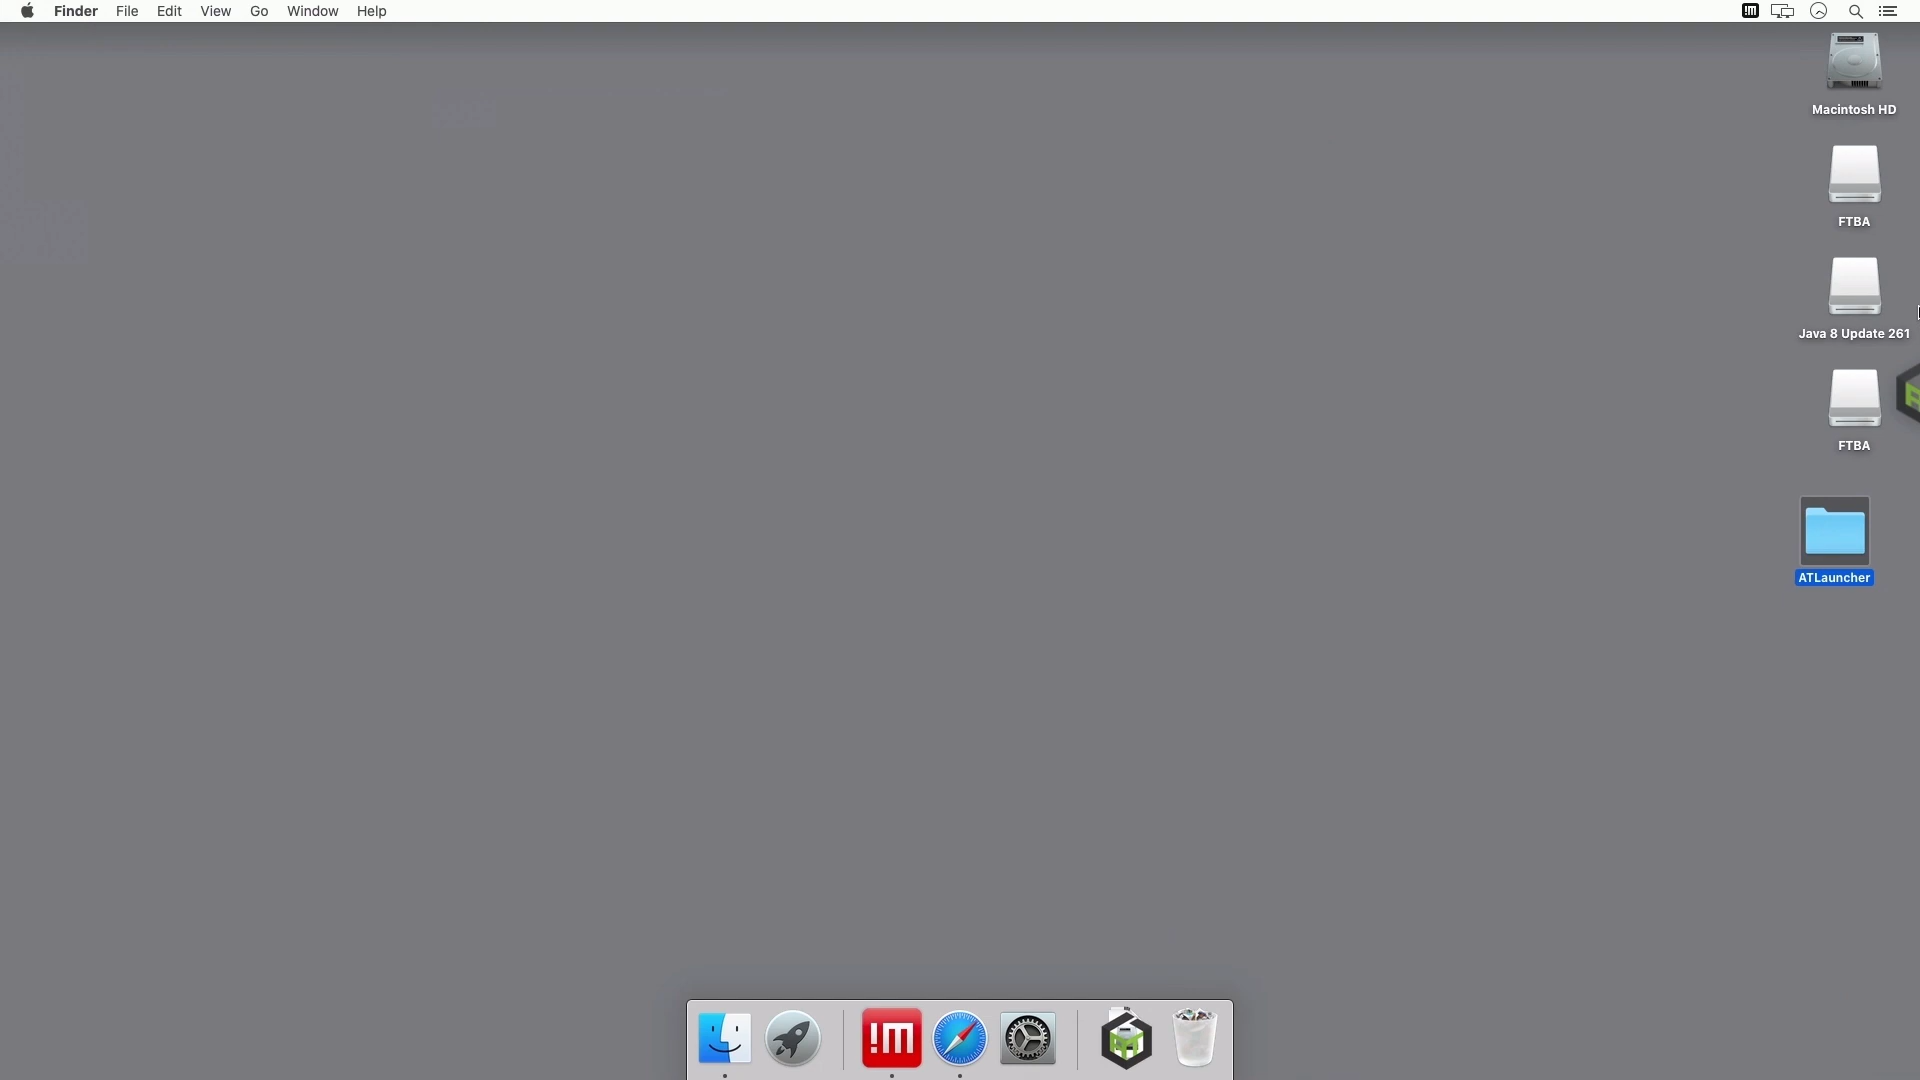 Finder File Edit View Go Window Help
Macintosh HD
FTBA
Java 8 Update 261
FTBA
ATLauncher
!m